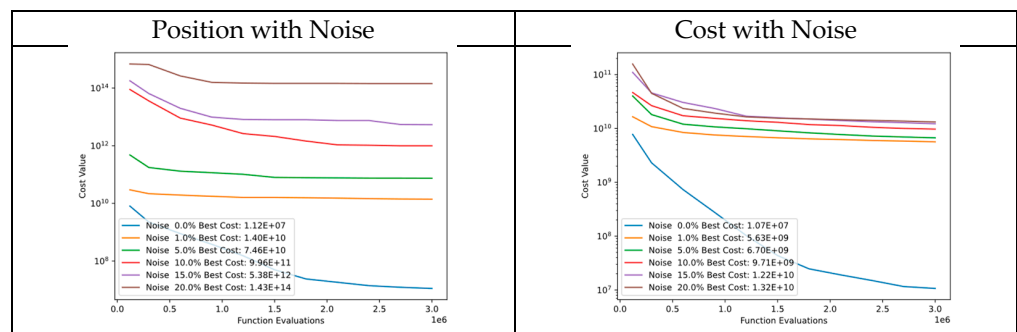 Position with Noise
Cost with Noise
10^14
10^12
10^10
10^8
Cost Value
Noise 0.0% Best Cost: 1.12E+07
Noise 1.0% Best Cost: 1.40E+10
Noise 5.0% Best Cost: 7.46E+10
Noise 10.0% Best Cost: 9.96E+11
Noise 15.0% Best Cost: 5.38E+12
Noise 20.0% Best Cost: 1.43E+14
0.0 0.5 1.0 1.5 2.0 2.5 3.0
1e6
Function Evaluations
10^11
10^10
10^9
10^8
10^7
Cost Value
Noise 0.0% Best Cost: 1.07E+07
Noise 1.0% Best Cost: 5.63E+09
Noise 5.0% Best Cost: 6.70E+09
Noise 10.0% Best Cost: 9.71E+09
Noise 15.0% Best Cost: 1.22E+10
Noise 20.0% Best Cost: 1.32E+10
0.0 0.5 1.0 1.5 2.0 2.5 3.0
1e6
Function Evaluations